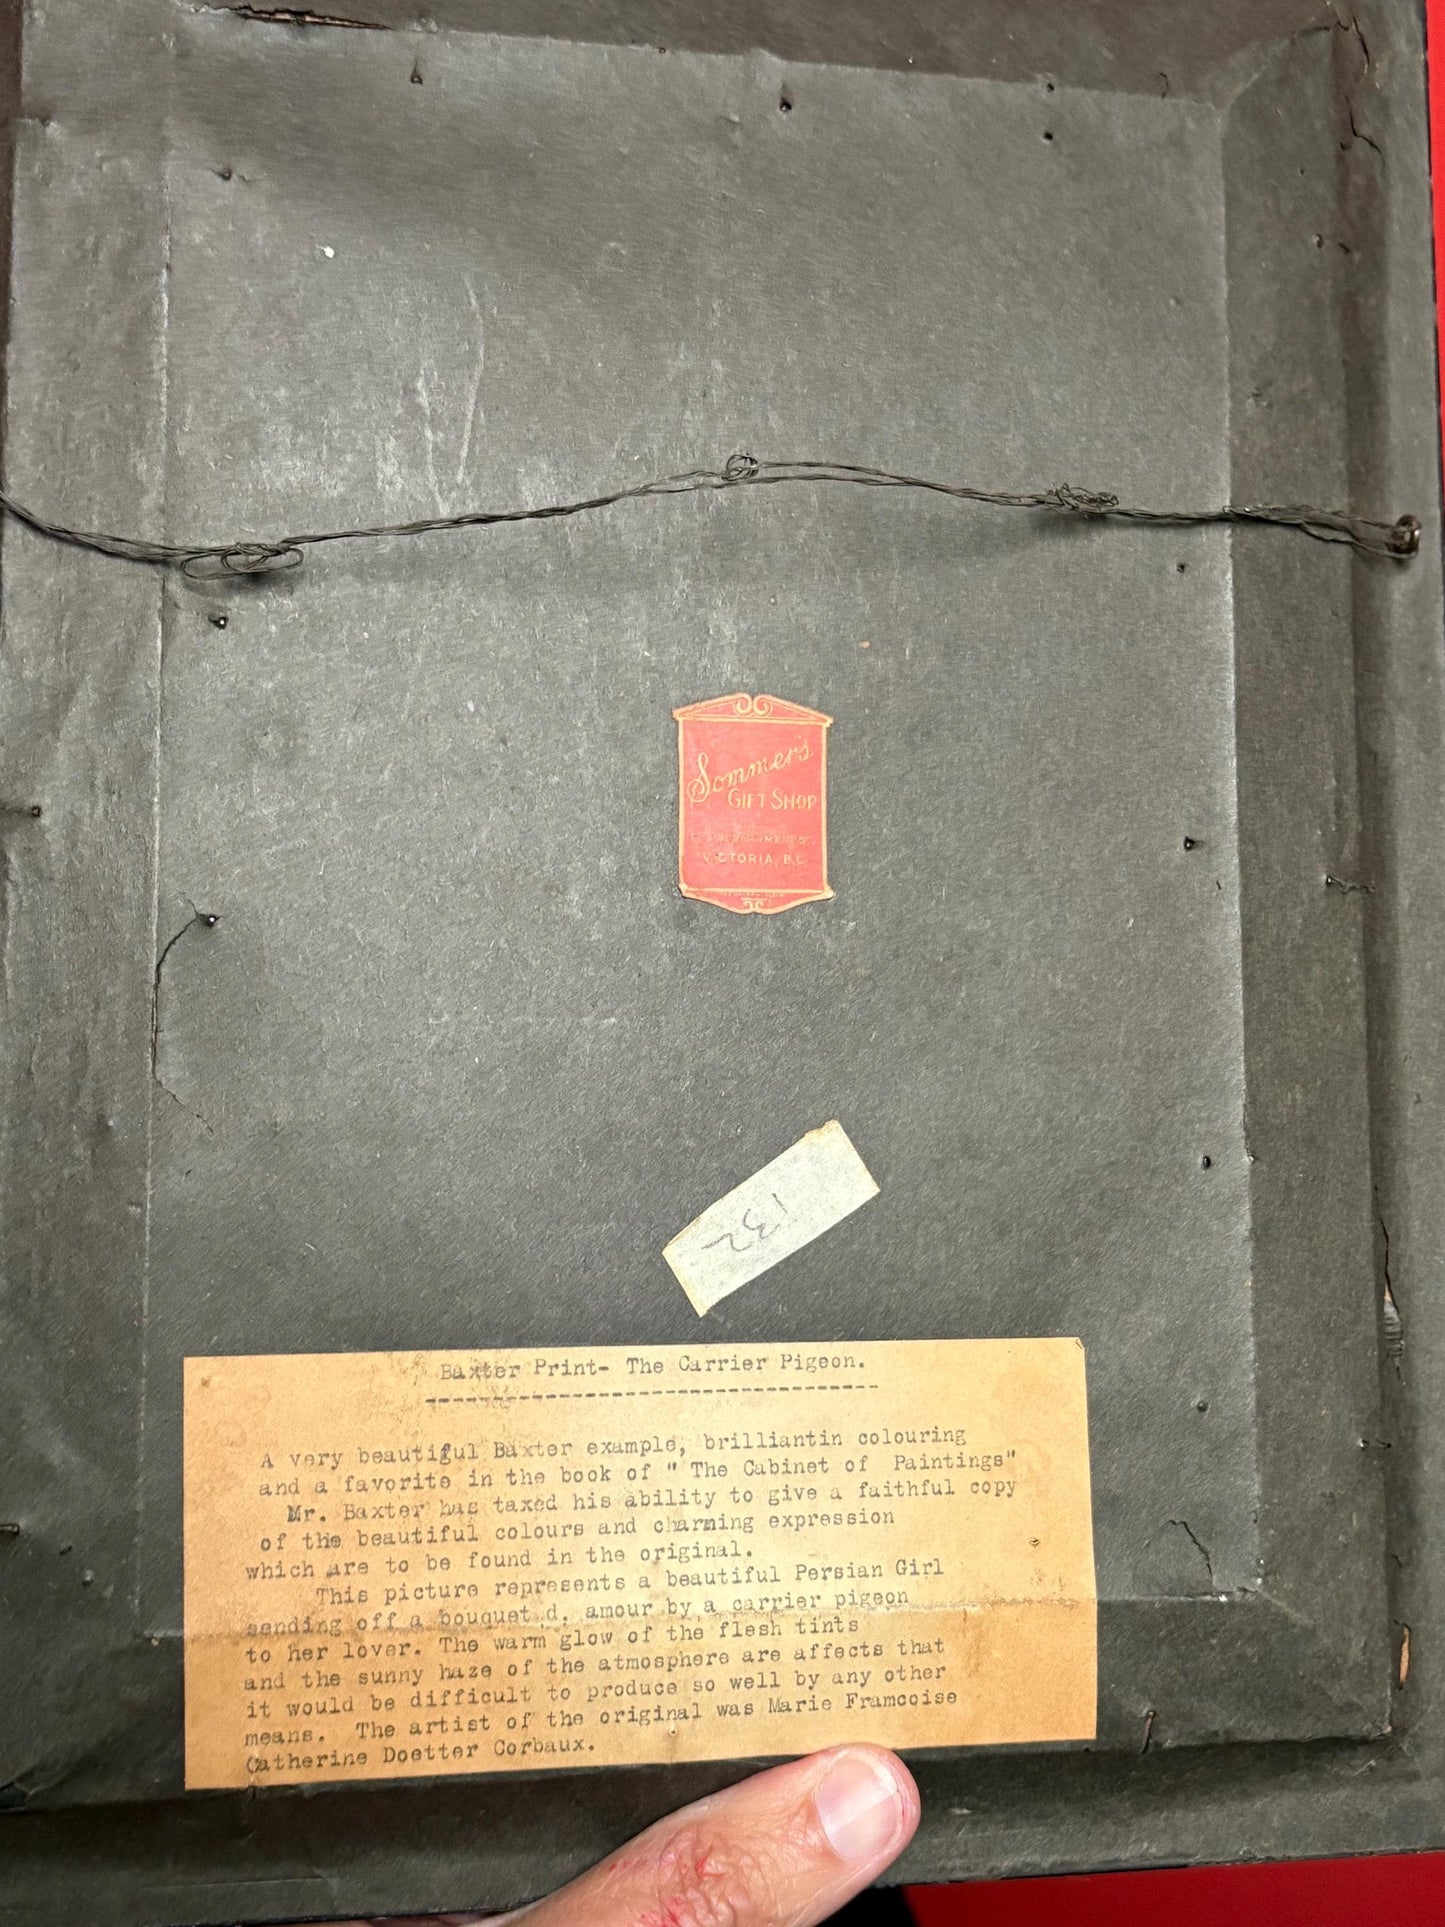 Sommers
GIFT SHOP
VICTORIA, B.C.
132
Baxter Print- The Carrier Pigeon.
A very beautigul Baxter example, brilliantin colouring
and a favorite in the book of " The Cabinet of Paintings"
Mr. Baxter has taxed his ability to give a faithful copy
of the beautiful colours and charming expression
which are to be found in the original.
This picture represents a beautiful Persian Girl
sending off a bouquet d. amour by a carrier pigeon
to her lover. The warm glow of the flesh tints
and the sunny haze of the atmosphere are affects that
it would be difficult to produce so well by any other
means. The artist of the original was Marie Framcoise
Catherine Doetter Corbaux.